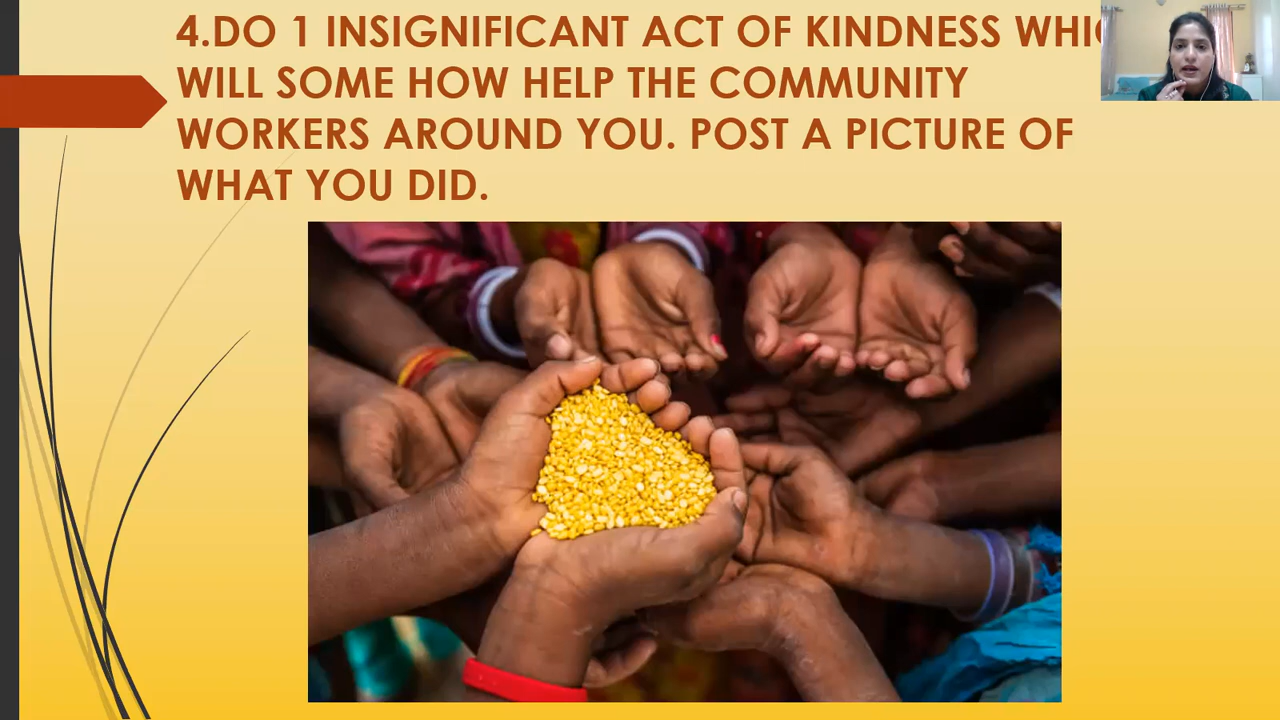 4.DO 1 INSIGNIFICANT ACT OF KINDNESS
WILL SOME HOW HELP THE COMMUNITY
WORKERS AROUND YOU. POST A PICTURE OF
WHAT YOU DID.